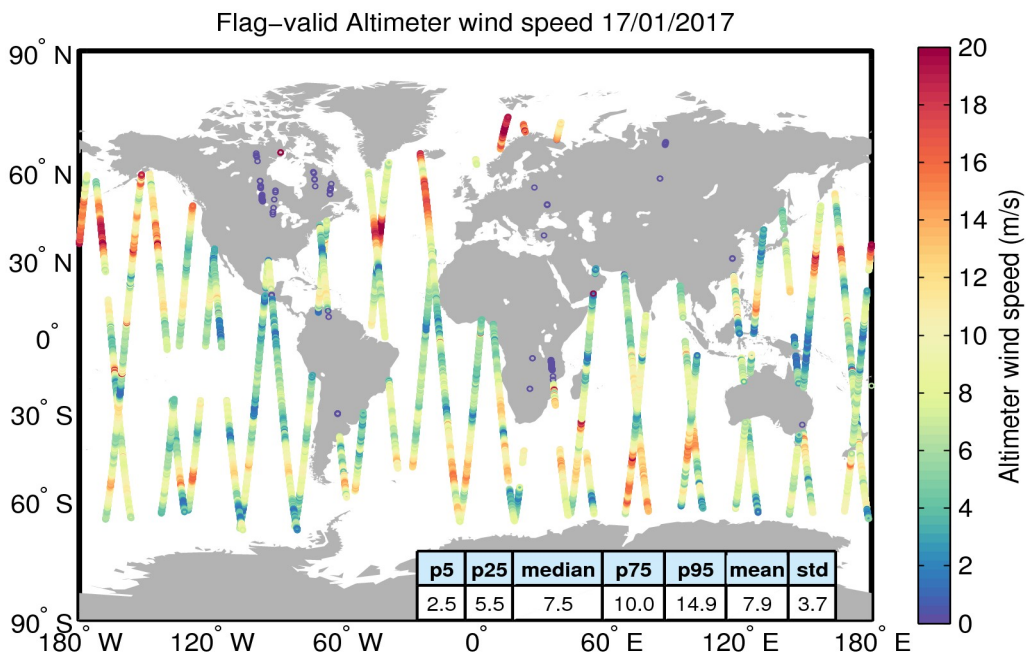 Flag-valid Altimeter wind speed 17/01/2017
90° N
60° N
30° N
0°
30° S
60° S
90° S
180° W
120° W
60° W
0°
60° E
120° E
180° E
p5 p25 median p75 p95 mean std
2.5 5.5 7.5 10.0 14.9 7.9 3.7
20
18
16
14
12
10
8
6
4
2
0
Altimeter wind speed (m/s)